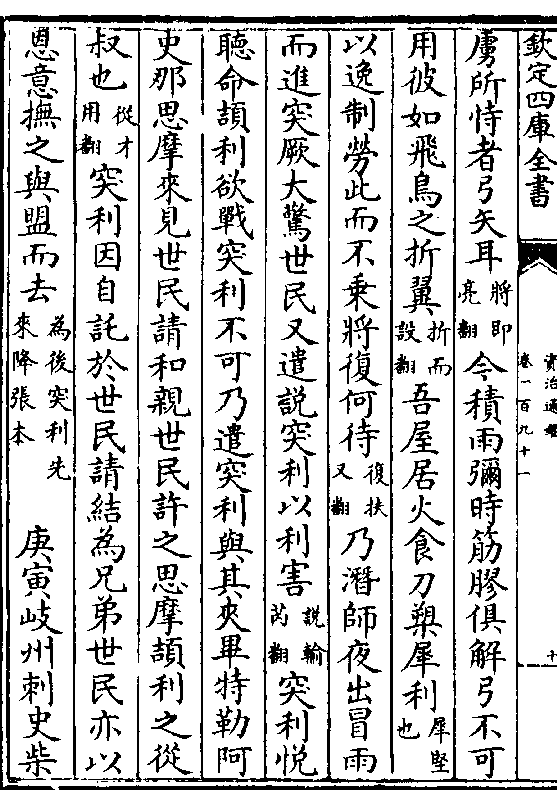 欽定四庫全書
資治通鑑
卷一百九十一
十
虜所恃者弓矢耳將即亮翻今積雨彌時筋膠俱解弓不可
用彼如飛鳥之折翼折而設翻吾屋居火食刀槊犀利犀堅也
以逸制勞此而不乘將復何待復扶又翻乃潛師夜出冒雨
而進突厥大驚世民又遣說突利以利害說輸芮翻突利悅
聽命頡利欲戰突利不可乃遣突利與其夾畢特勒阿
史那思摩來見世民請和親世民許之思摩頡利之從
叔也從才用翻突利因自託於世民請結為兄弟世民亦以
恩意撫之與盟而去為後突利先來降張本庚寅岐州刺史柴